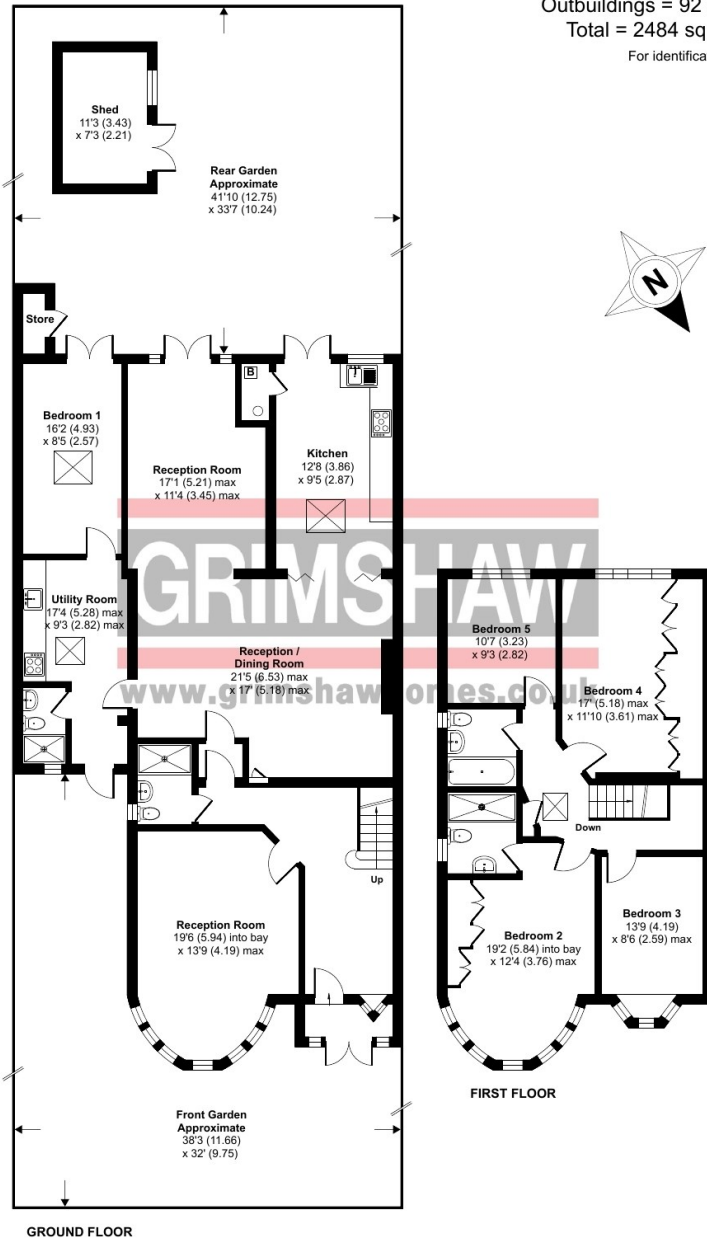 Outbuildings = 92
Total = 2484 sq
For identifica
Shed
11'3 (3.43)
x 7'3 (2.21)
Rear Garden
Approximate
41'10 (12.75)
x 33'7 (10.24)
N
Store
B
Bedroom 1
16'2 (4.93)
x 8'5 (2.57)
Reception Room
17'1 (5.21) max
x 11'4 (3.45) max
Kitchen
12'8 (3.86)
x 9'5 (2.87)
GRIMSHAW
www.grimshawhomes.co.uk
Utility Room
17'4 (5.28) max
x 9'3 (2.82) max
Reception /
Dining Room
21'5 (6.53) max
x 17' (5.18) max
Bedroom 5
10'7 (3.23)
x 9'3 (2.82)
Bedroom 4
17' (5.18) max
x 11'10 (3.61) max
Down
Up
Reception Room
19'6 (5.94) into bay
x 13'9 (4.19) max
Bedroom 2
19'2 (5.84) into bay
x 12'4 (3.76) max
Bedroom 3
13'9 (4.19)
x 8'6 (2.59) max
FIRST FLOOR
Front Garden
Approximate
38'3 (11.66)
x 32' (9.75)
GROUND FLOOR